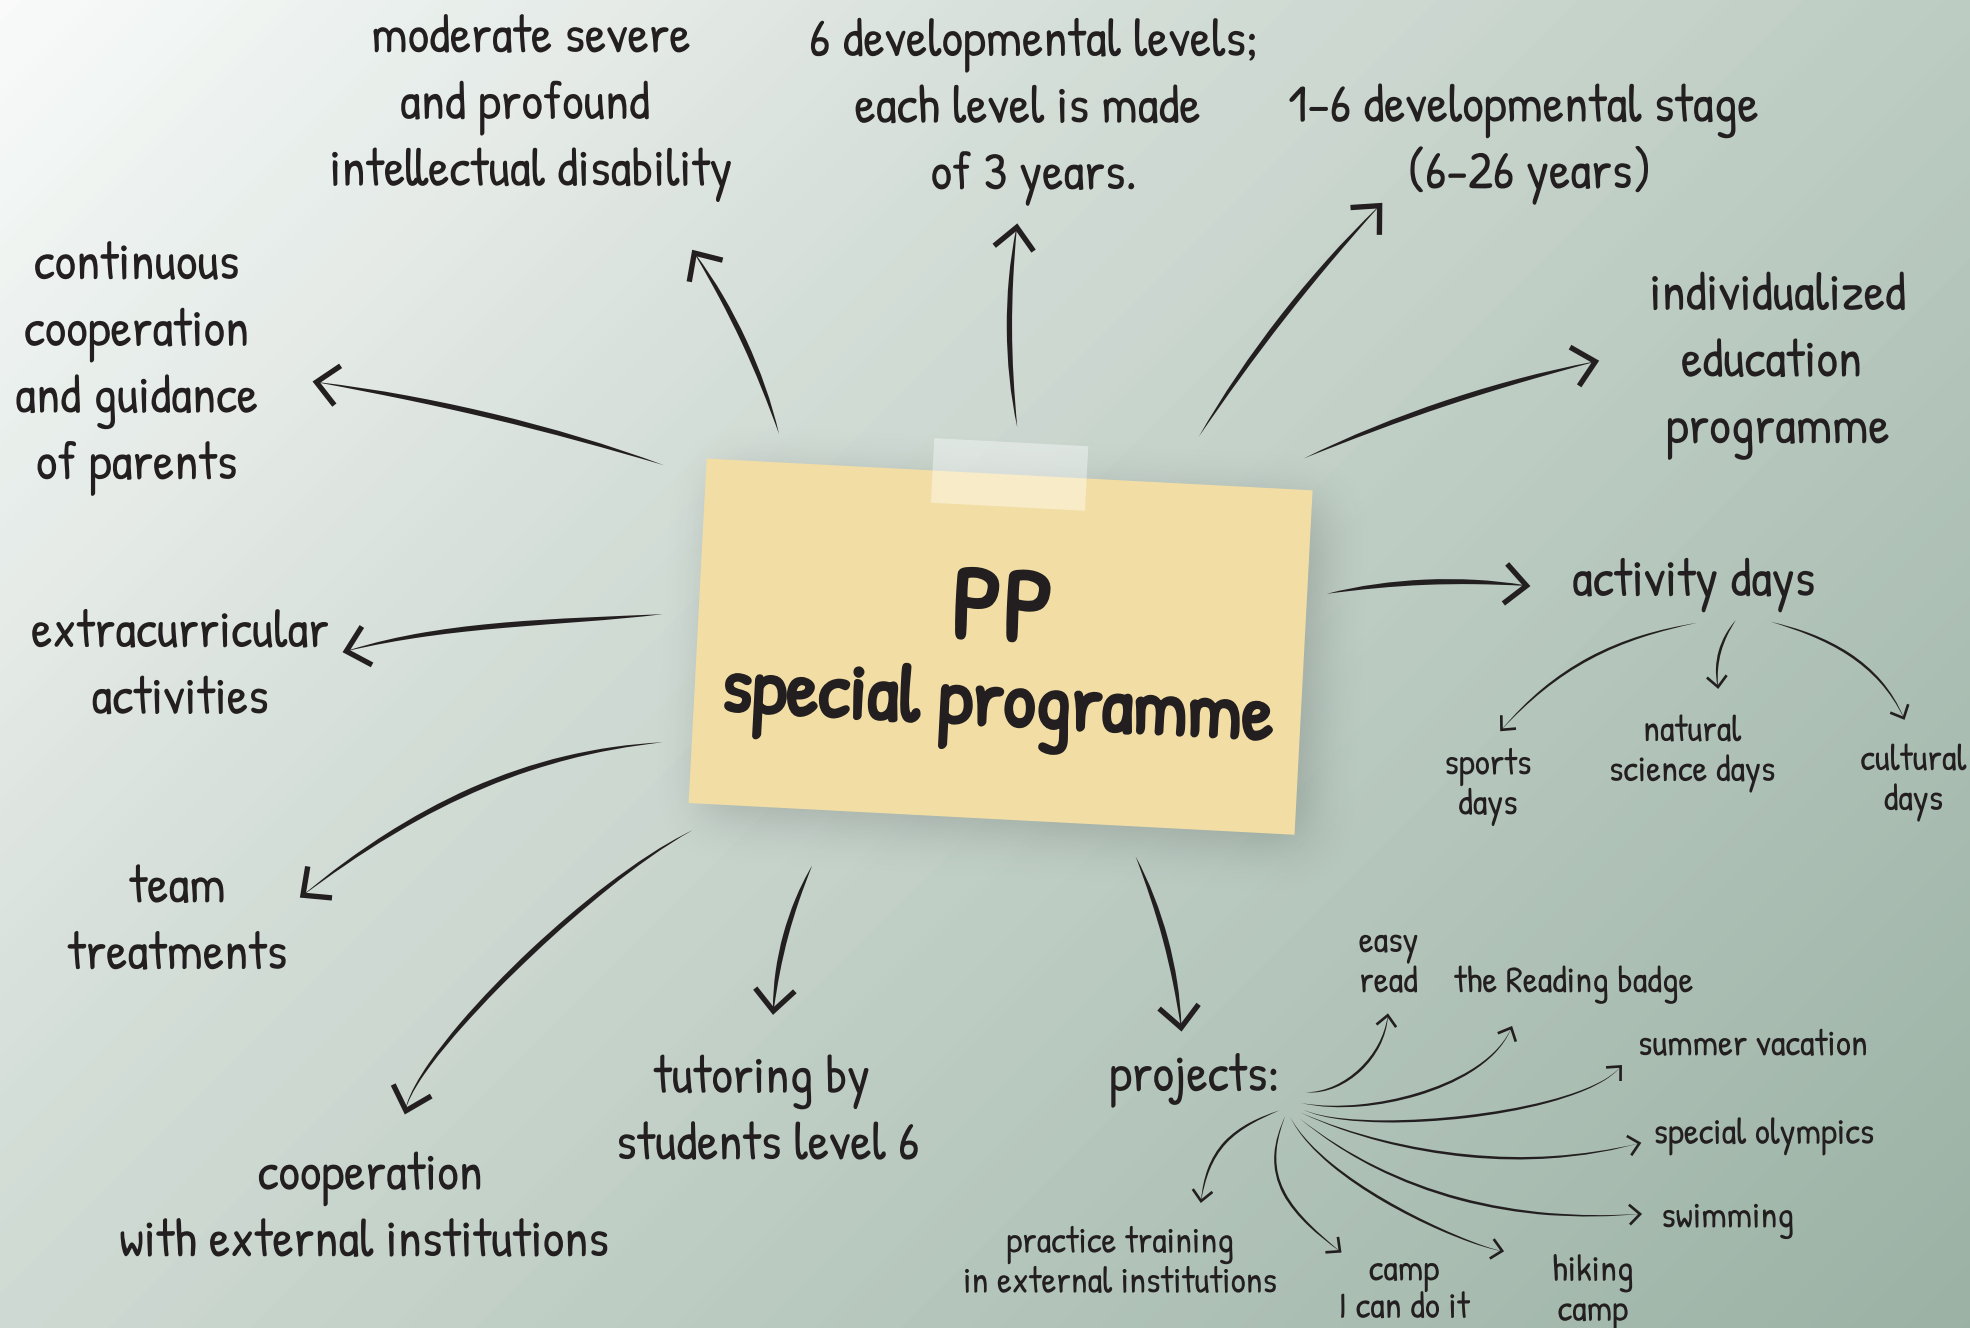 moderate severe
and profound
intellectual disability
6 developmental levels;
each level is made
of 3 years.
1-6 developmental stage
(6-26 years)
continuous
cooperation
and guidance
of parents
individualized
education
programme
PP
special programme
activity days
sports
days
natural
science days
cultural
days
extracurricular
activities
team
treatments
cooperation
with external institutions
tutoring by
students level 6
projects:
easy
read
the Reading badge
summer vacation
special olympics
swimming
hiking
camp
camp
I can do it
practice training
in external institutions